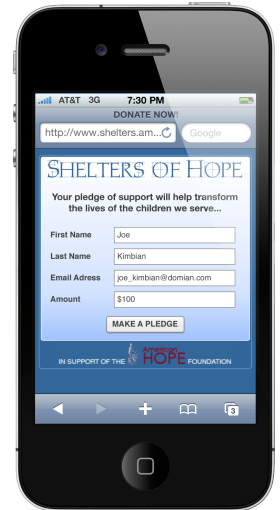 AT&T 3G 7:30 PM
DONATE NOW!
http://www.shelters.am... Google
SHELTERS OF HOPE
Your pledge of support will help transform
the lives of the children we serve...
First Name Joe
Last Name Kimbian
Email Adress joe_kimbian@domian.com
Amount $100
MAKE A PLEDGE
IN SUPPORT OF THE American HOPE FOUNDATION
3